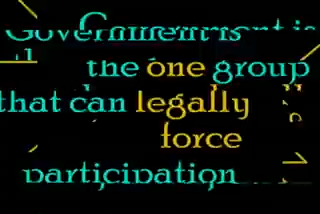 Government is
the one group
that can legally
force
participation